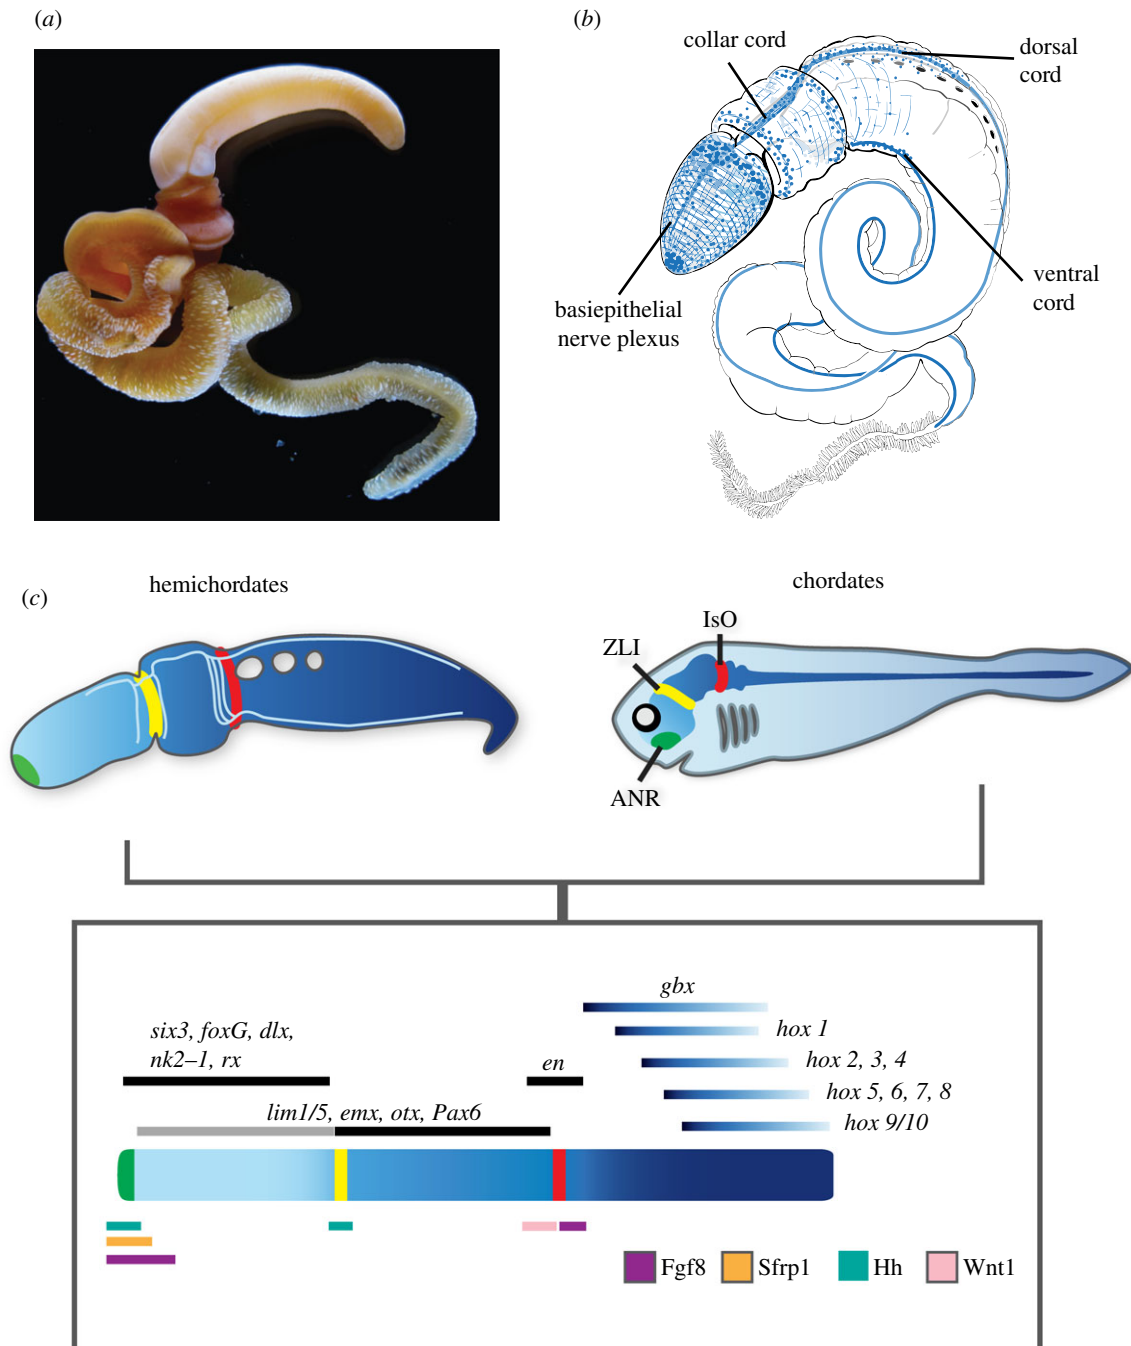 (a)
(b)
collar cord
dorsal
cord
basiepithelial
nerve plexus
ventral
cord
(c)
hemichordates
chordates
IsO
ZLI
ANR
gbx
hox 1
six3, foxG, dlx,
nk2–1, rx
en
hox 2, 3, 4
hox 5, 6, 7, 8
lim1/5, emx, otx, Pax6
hox 9/10
Fgf8
Sfrp1
Hh
Wnt1